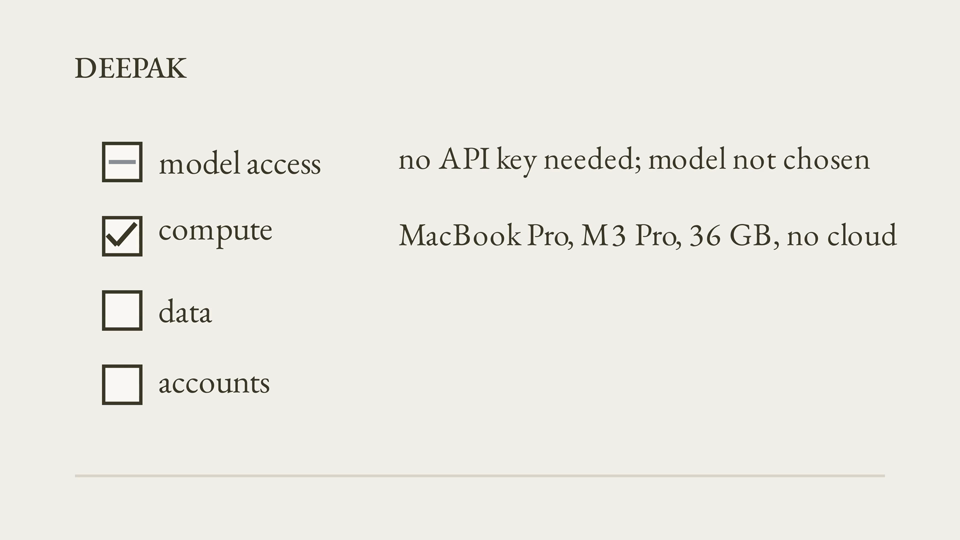 DEEPAK
model access no API key needed; model not chosen
compute MacBook Pro, M3 Pro, 36 GB, no cloud
data
accounts